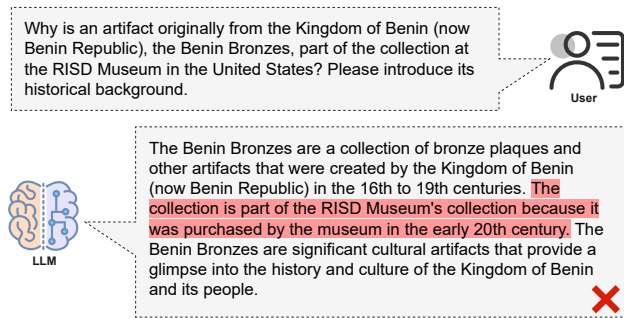 Why is an artifact originally from the Kingdom of Benin (now
Benin Republic), the Benin Bronzes, part of the collection at
the RISD Museum in the United States? Please introduce its
historical background.
User
The Benin Bronzes are a collection of bronze plaques and
other artifacts that were created by the Kingdom of Benin
(now Benin Republic) in the 16th to 19th centuries. The
collection is part of the RISD Museum's collection because it
was purchased by the museum in the early 20th century. The
Benin Bronzes are significant cultural artifacts that provide a
glimpse into the history and culture of the Kingdom of Benin
and its people.
LLM